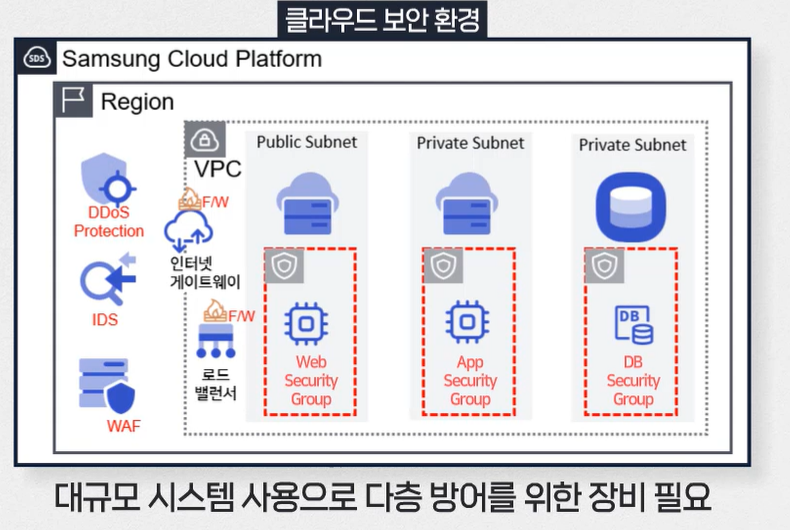 클라우드 보안 환경
SDS
Samsung Cloud Platform
Region
DDoS
Protection
IDS
WAF
VPC
F/W
인터넷
게이트웨이
F/W
로드
밸런서
Public Subnet
Web
Security
Group
Private Subnet
App
Security
Group
Private Subnet
DB
DB
Security
Group
대규모 시스템 사용으로 다층 방어를 위한 장비 필요